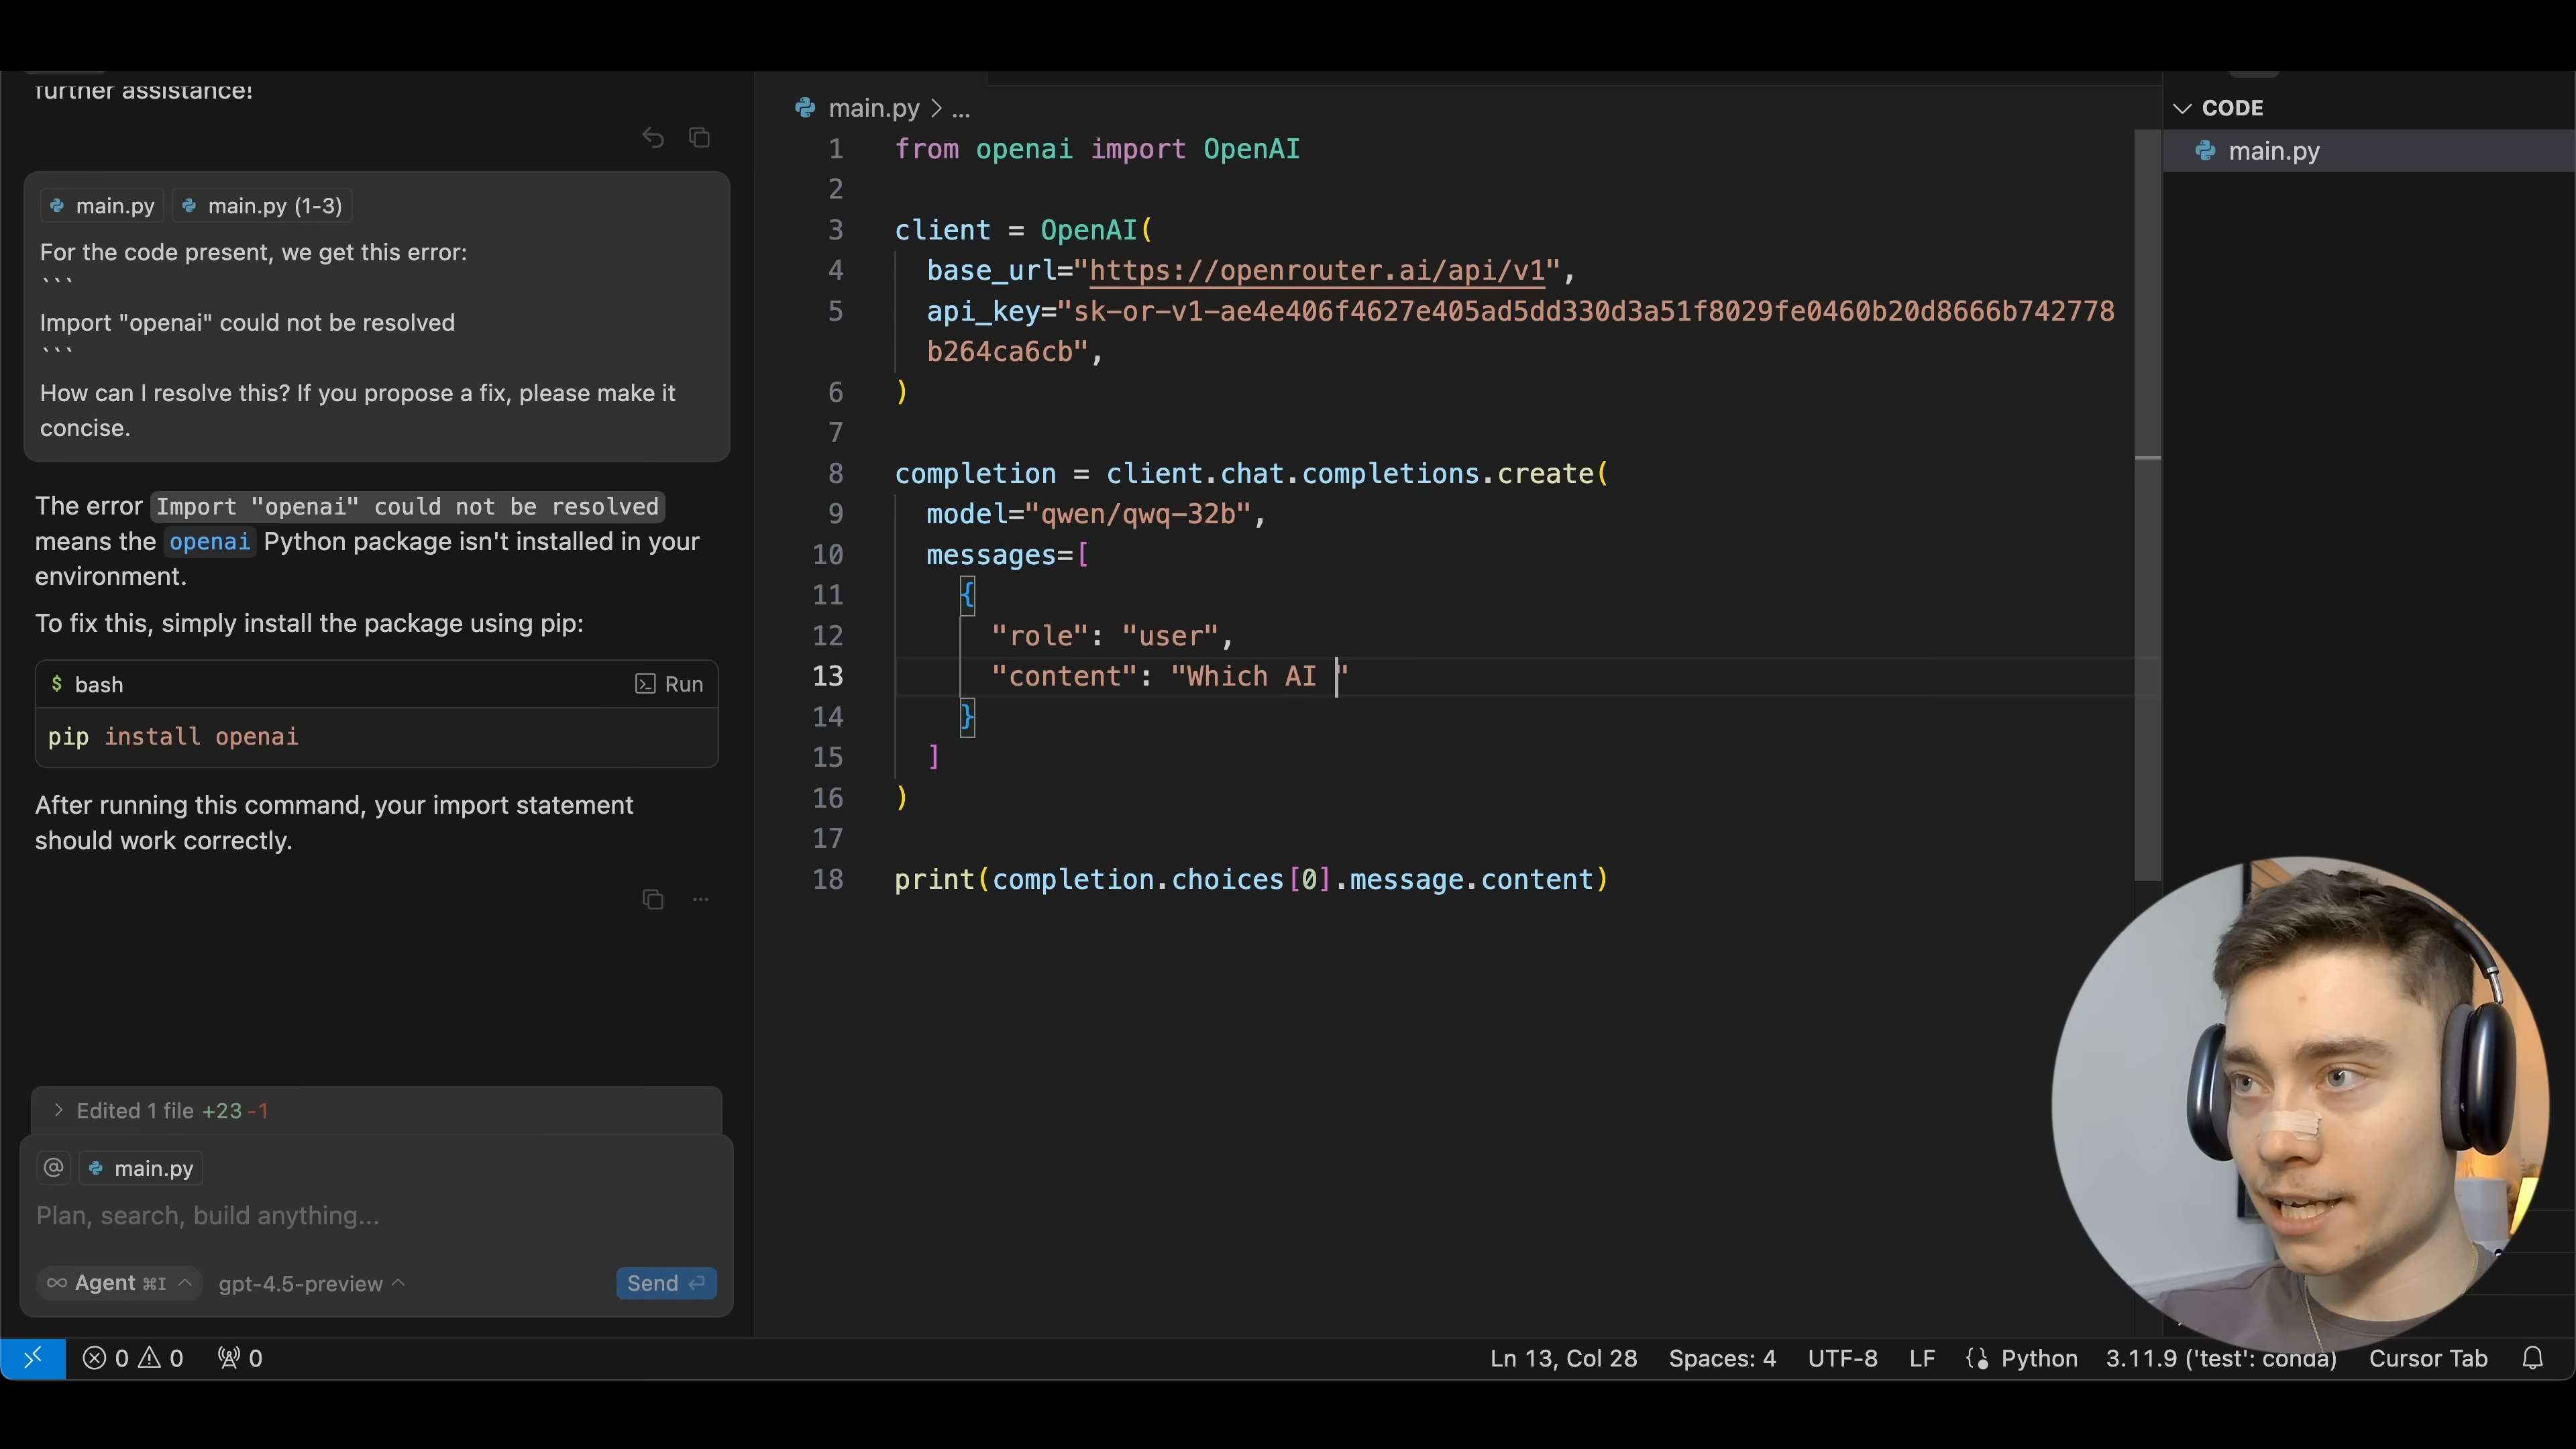 further assistance!
main.py main.py (1-3)
For the code present, we get this error:
```
Import "openai" could not be resolved
```
How can I resolve this? If you propose a fix, please make it
concise.
The error Import "openai" could not be resolved
means the openai Python package isn't installed in your
environment.
To fix this, simply install the package using pip:
$ bash Run
pip install openai
After running this command, your import statement
should work correctly.
Edited 1 file +23 -1
@ main.py
Plan, search, build anything...
Agent ⌘I gpt-4.5-preview Send
main.py > ...
1 from openai import OpenAI
2
3 client = OpenAI(
4 base_url="https://openrouter.ai/api/v1",
5 api_key="sk-or-v1-ae4e406f4627e405ad5dd330d3a51f8029fe0460b20d8666b742778
b264ca6cb",
6 )
7
8 completion = client.chat.completions.create(
9 model="qwen/qwq-32b",
10 messages=[
11 {
12 "role": "user",
13 "content": "Which AI "
14 }
15 ]
16 )
17
18 print(completion.choices[0].message.content)
CODE
main.py
0 0 0
Ln 13, Col 28 Spaces: 4 UTF-8 LF Python 3.11.9 ('test': conda) Cursor Tab